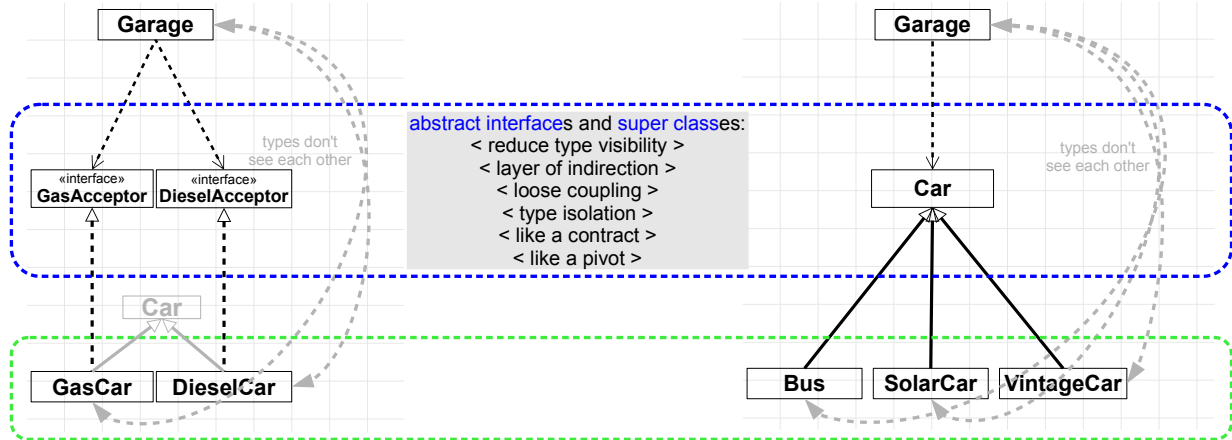 Garage
Garage
abstract interfaces and super classes:
< reduce type visibility >
< layer of indirection >
< loose coupling >
< type isolation >
< like a contract >
< like a pivot >
types don't
see each other
types don't
see each other
«interface»
GasAcceptor
«interface»
DieselAcceptor
Car
Car
GasCar
DieselCar
Bus
SolarCar
VintageCar